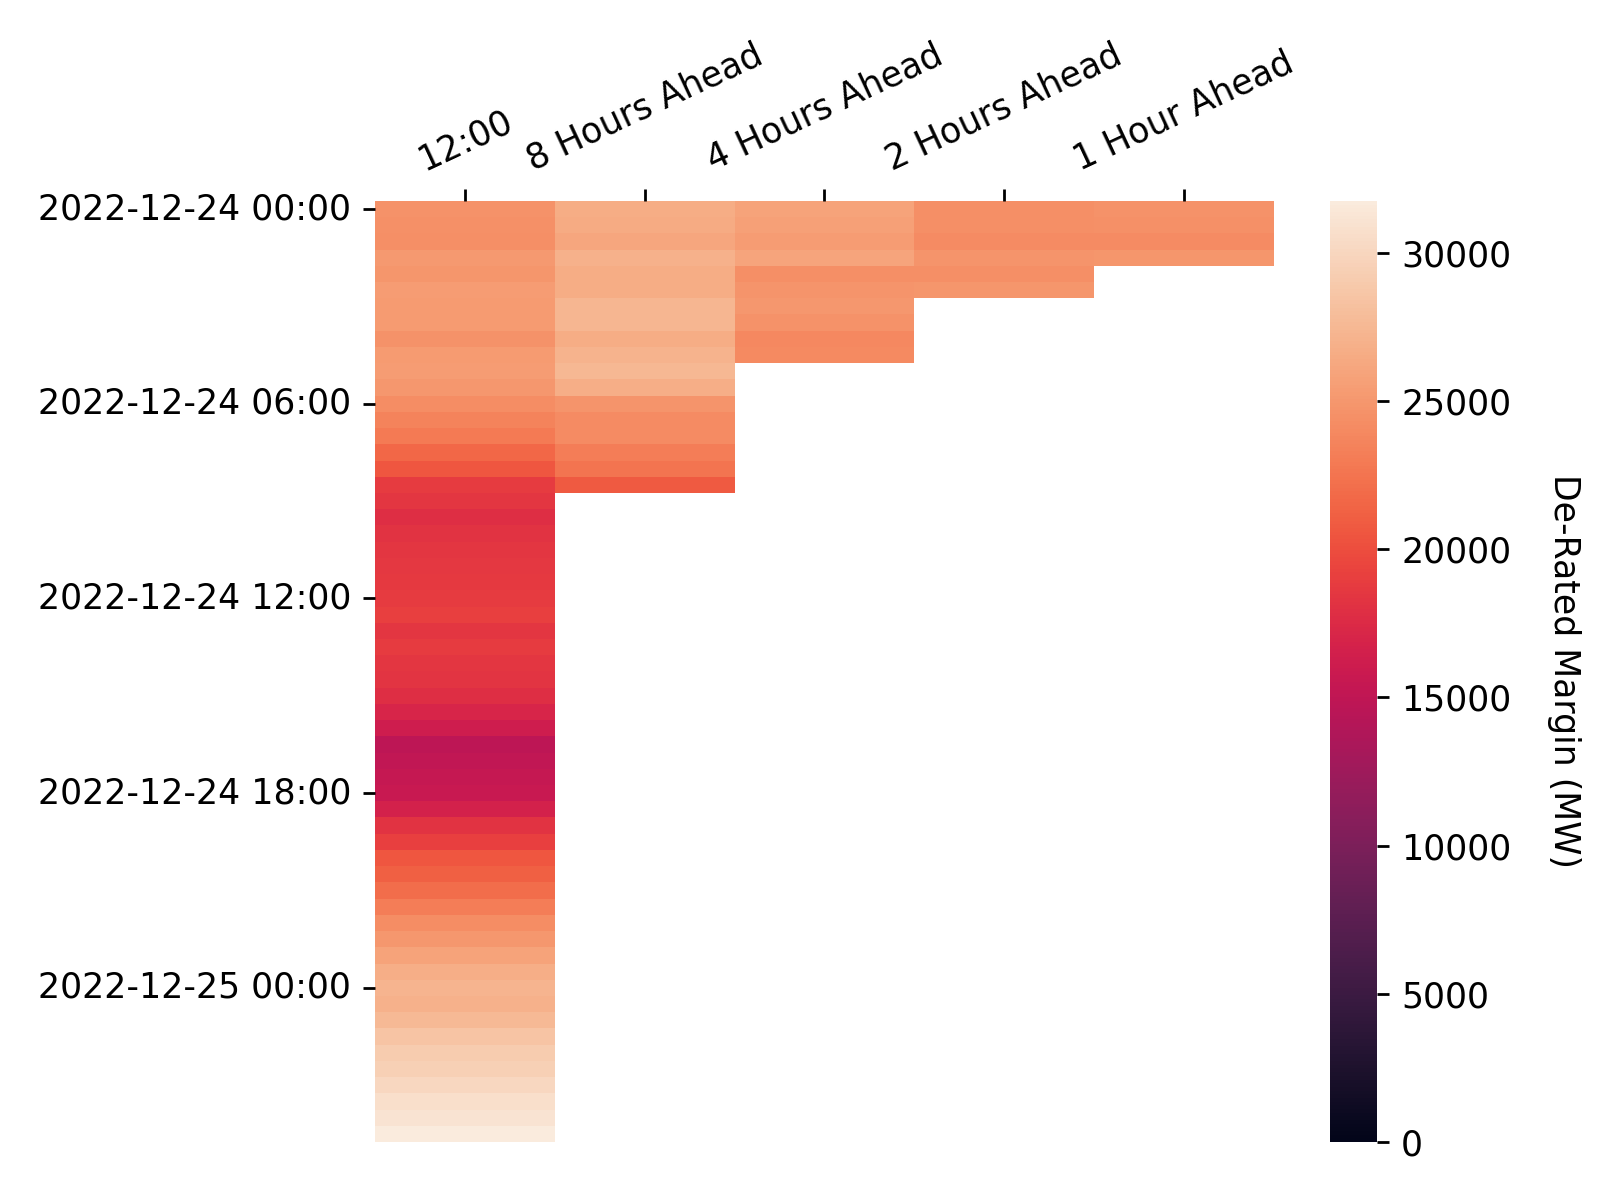 12:00
8 Hours Ahead
4 Hours Ahead
2 Hours Ahead
1 Hour Ahead
2022-12-24 00:00
2022-12-24 06:00
2022-12-24 12:00
2022-12-24 18:00
2022-12-25 00:00
30000
25000
20000
15000
10000
5000
0
De-Rated Margin (MW)